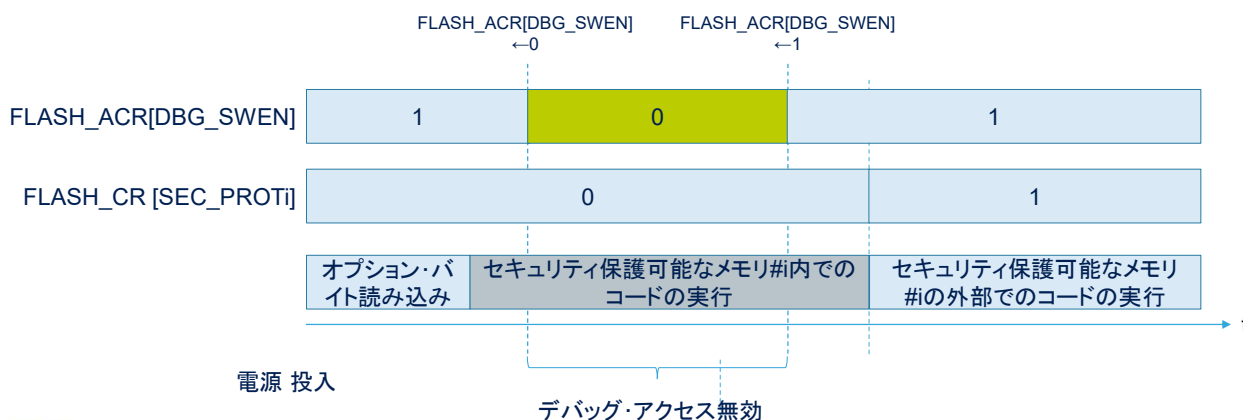 FLASH_ACR[DBG_SWEN]
←0
FLASH_ACR[DBG_SWEN]
←1
FLASH_ACR[DBG_SWEN]
1
0
1
FLASH_CR [SEC_PROTi]
0
1
オプション・バ
イト読み込み
セキュリティ保護可能なメモリ#i内での
コードの実行
セキュリティ保護可能なメモリ
#iの外部でのコードの実行
電源 投入
デバッグ・アクセス無効